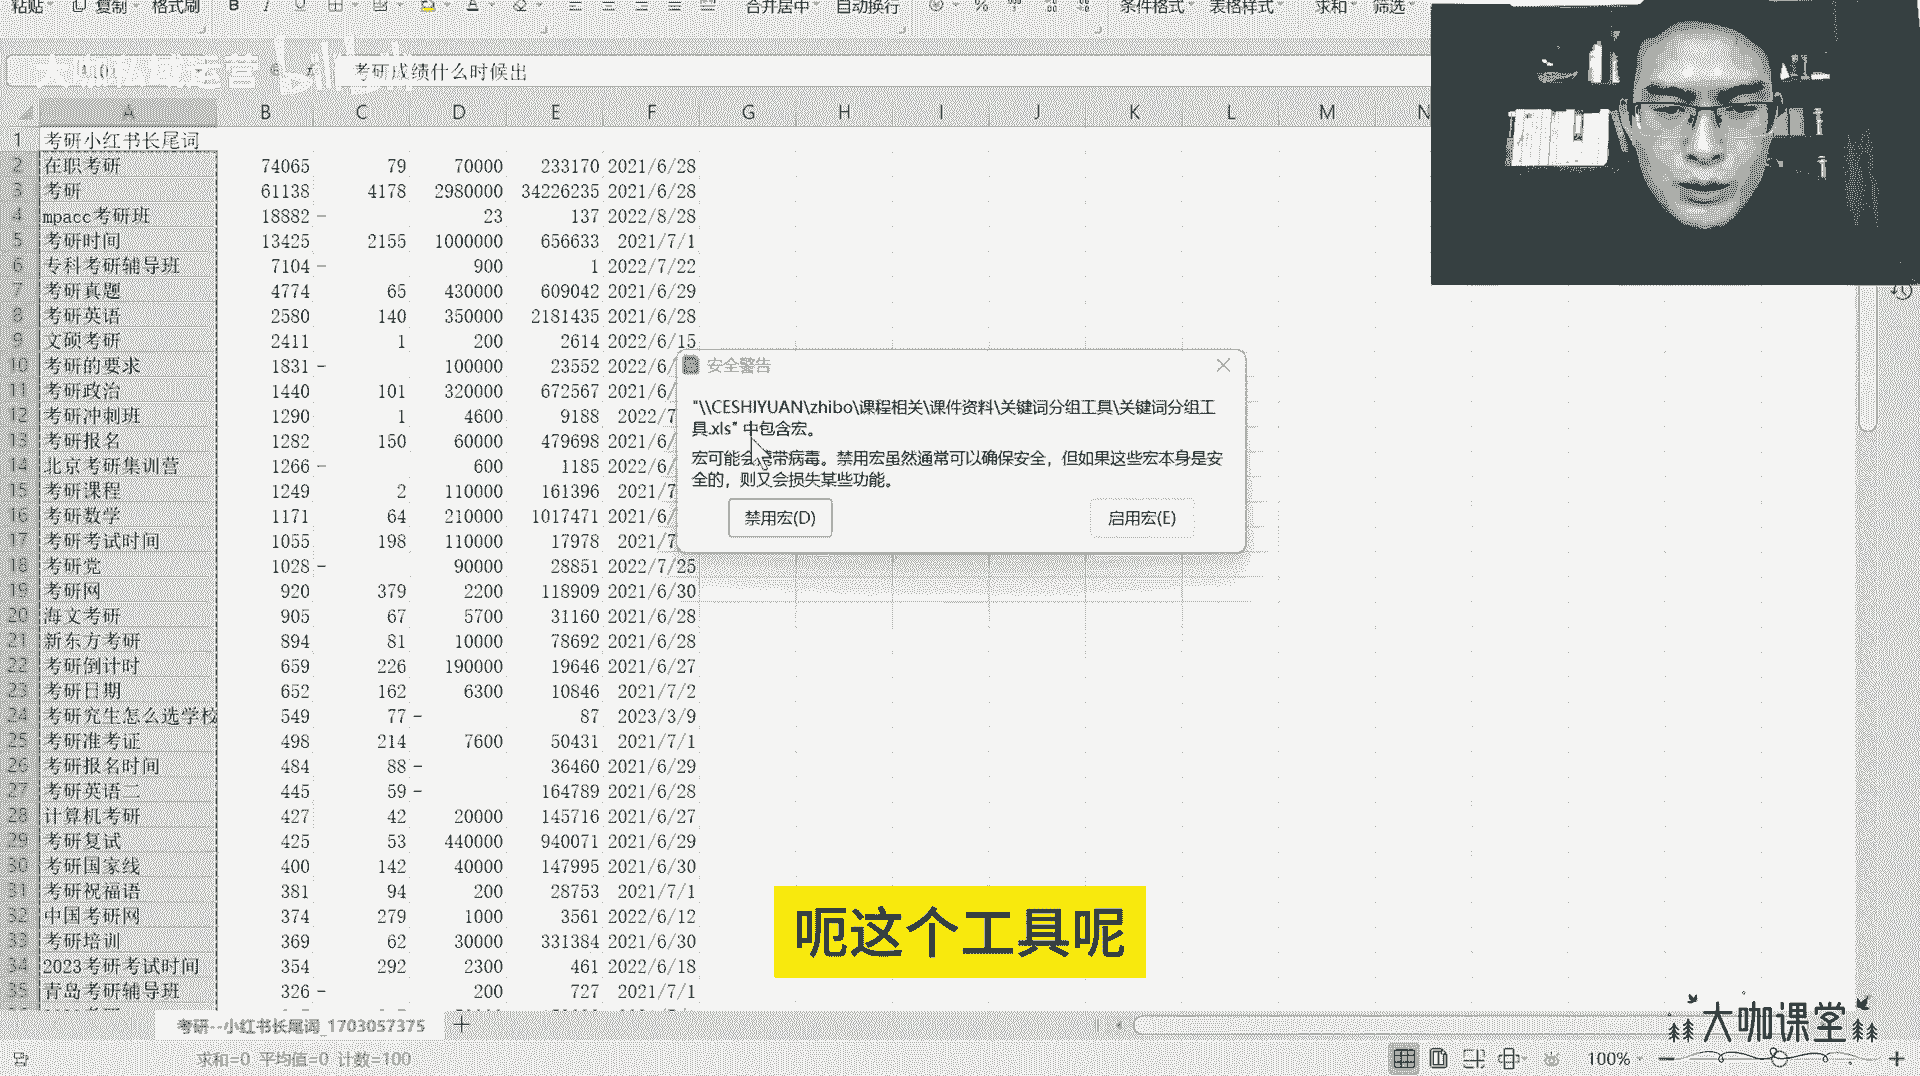 粘贴 复制 格式刷 B I U A 合并居中 自动换行 % 条件格式 表格样式 求和 筛选
考研成绩什么时候出
A B C D E F G H I J K L M N
1 考研小红书长尾词
2 在职考研 74065 79 70000 233170 2021/6/28
3 考研 61138 4178 2980000 34226235 2021/6/28
4 mpacc考研班 18882 - 23 137 2022/8/28
5 考研时间 13425 2155 1000000 656633 2021/7/1
6 专科考研辅导班 7104 - 900 1 2022/7/22
7 考研真题 4774 65 430000 609042 2021/6/29
8 考研英语 2580 140 350000 2181435 2021/6/28
9 文硕考研 2411 1 200 2614 2022/6/15
10 考研的要求 1831 - 100000 23552 2022/6/
11 考研政治 1440 101 320000 672567 2021/6/
12 考研冲刺班 1290 1 4600 9188 2022/7
13 考研报名 1282 150 60000 479698 2021/6/
14 北京考研集训营 1266 - 600 1185 2022/6/
15 考研课程 1249 2 110000 161396 2021/7
16 考研数学 1171 64 210000 1017471 2021/6/
17 考研考试时间 1055 198 110000 17978 2021/7
18 考研党 1028 - 90000 28851 2022/7/25
19 考研网 920 379 2200 118909 2021/6/30
20 海文考研 905 67 5700 31160 2021/6/28
21 新东方考研 894 81 10000 78692 2021/6/28
22 考研倒计时 659 226 190000 19646 2021/6/27
23 考研日期 652 162 6300 10846 2021/7/2
24 考研究生怎么选学校 549 77 - 87 2023/3/9
25 考研准考证 498 214 7600 50431 2021/7/1
26 考研报名时间 484 88 - 36460 2021/6/29
27 考研英语二 445 59 - 164789 2021/6/28
28 计算机考研 427 42 20000 145716 2021/6/27
29 考研复试 425 53 440000 940071 2021/6/29
30 考研国家线 400 142 40000 147995 2021/6/30
31 考研祝福语 381 94 200 28753 2021/7/1
32 中国考研网 374 279 1000 3561 2022/6/12
33 考研培训 369 62 30000 331384 2021/6/30
34 2023考研考试时间 354 292 2300 461 2022/6/18
35 青岛考研辅导班 326 - 200 727 2021/7/1
安全警告
"\\CESHIYUAN\zhibo\课程相关\课件资料\关键词分组工具\关键词分组工
具.xls" 中包含宏。
宏可能会带病毒。禁用宏虽然通常可以确保安全，但如果这些宏本身是安
全的，则又会损失某些功能。
禁用宏(D) 启用宏(E)
呃这个工具呢
考研--小红书长尾词_1703057375
大咖课堂
求和=0 平均值=0 计数=100
100%